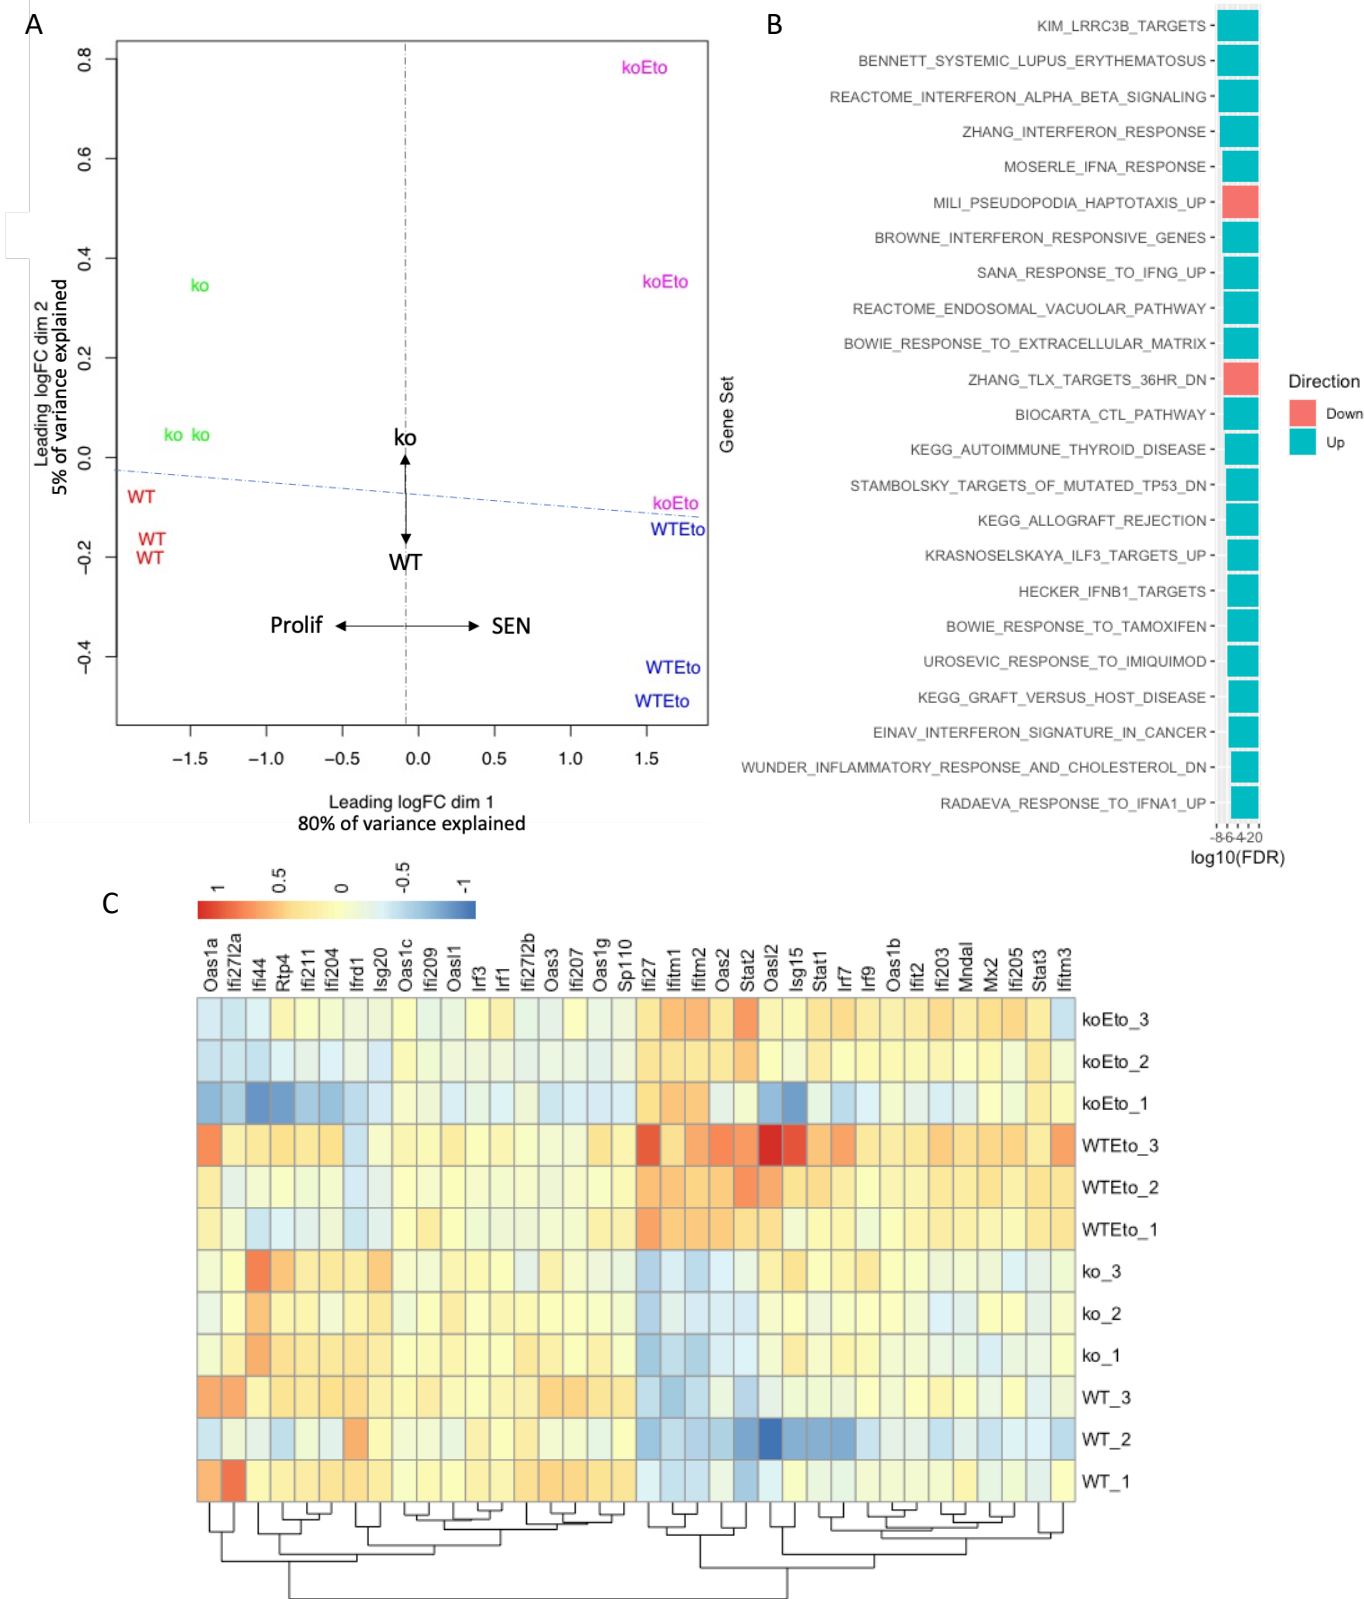 A
0.8
0.6
0.4
0.2
0.0
−0.2
−0.4
Leading logFC dim 2
5% of variance explained
koEto
koEto
koEto
ko
ko ko
WT
WT
WT
WTEto
WTEto
WTEto
ko
WT
Prolif
SEN
−1.5 −1.0 −0.5 0.0 0.5 1.0 1.5
Leading logFC dim 1
80% of variance explained
B
Gene Set
KIM_LRRC3B_TARGETS
BENNETT_SYSTEMIC_LUPUS_ERYTHEMATOSUS
REACTOME_INTERFERON_ALPHA_BETA_SIGNALING
ZHANG_INTERFERON_RESPONSE
MOSERLE_IFNA_RESPONSE
MILI_PSEUDOPODIA_HAPTOTAXIS_UP
BROWNE_INTERFERON_RESPONSIVE_GENES
SANA_RESPONSE_TO_IFNG_UP
REACTOME_ENDOSOMAL_VACUOLAR_PATHWAY
BOWIE_RESPONSE_TO_EXTRACELLULAR_MATRIX
ZHANG_TLX_TARGETS_36HR_DN
BIOCARTA_CTL_PATHWAY
KEGG_AUTOIMMUNE_THYROID_DISEASE
STAMBOLSKY_TARGETS_OF_MUTATED_TP53_DN
KEGG_ALLOGRAFT_REJECTION
KRASNOSELSKAYA_ILF3_TARGETS_UP
HECKER_IFNB1_TARGETS
BOWIE_RESPONSE_TO_TAMOXIFEN
UROSEVIC_RESPONSE_TO_IMIQUIMOD
KEGG_GRAFT_VERSUS_HOST_DISEASE
EINAV_INTERFERON_SIGNATURE_IN_CANCER
WUNDER_INFLAMMATORY_RESPONSE_AND_CHOLESTEROL_DN
RADAEVA_RESPONSE_TO_IFNA1_UP
-8-6-4-20
log10(FDR)
Direction
Down
Up
C
1 0.5 0 -0.5 -1
Oas1a Ifi27l2a Ifi44 Rtp4 Ifi211 Ifi204 Ifrd1 Isg20 Oas1c Ifi209 Oasl1 Irf3 Irf1 Ifi27l2b Oas3 Ifi207 Oas1g Sp110 Ifi27 Ifitm1 Ifitm2 Oas2 Stat2 Oasl2 Isg15 Stat1 Irf7 Irf9 Oas1b Ifit2 Ifi203 Mndal Mx2 Ifi205 Stat3 Ifitm3
koEto_3
koEto_2
koEto_1
WTEto_3
WTEto_2
WTEto_1
ko_3
ko_2
ko_1
WT_3
WT_2
WT_1